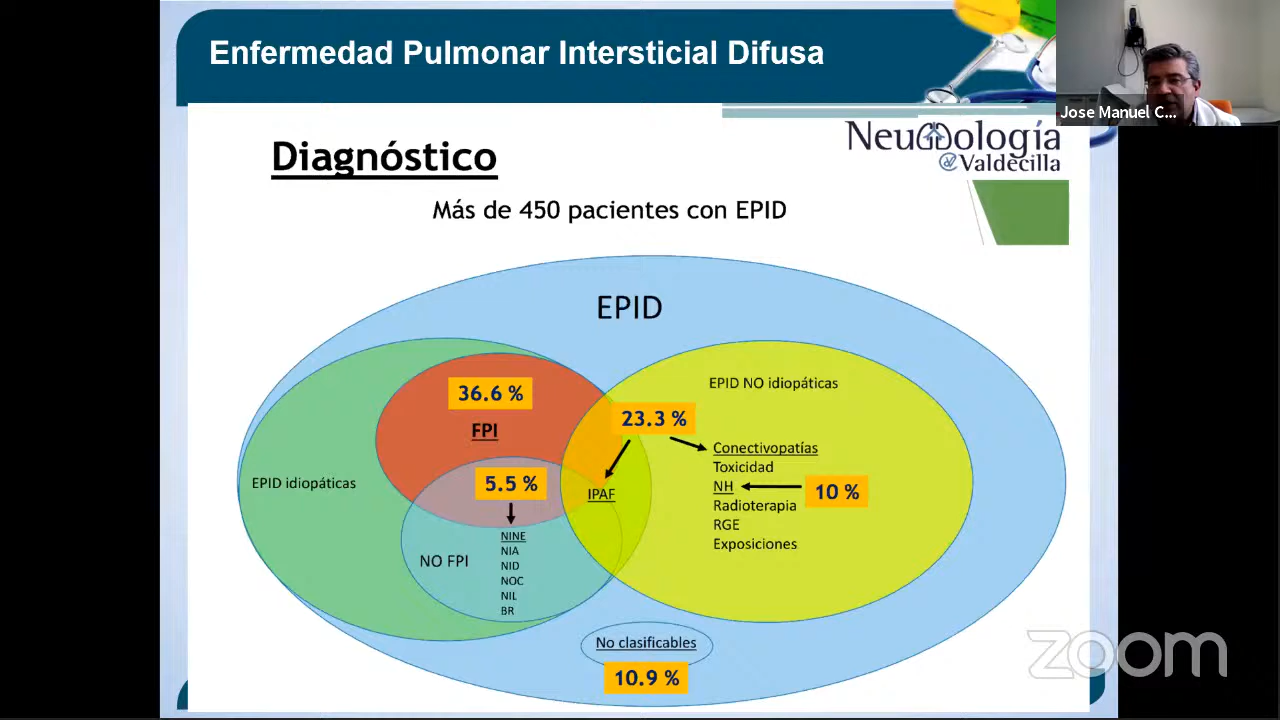 Enfermedad Pulmonar Intersticial Difusa
Jose Manuel C...
Neumología
@Valdecilla
Diagnóstico
Más de 450 pacientes con EPID
EPID
EPID NO idiopáticas
36.6 %
23.3 %
FPI
Conectivopatías
Toxicidad
NH
10 %
Radioterapia
RGE
Exposiciones
EPID idiopáticas
5.5 %
IPAF
NINE
NIA
NID
NOC
NIL
BR
NO FPI
No clasificables
10.9 %
zoom